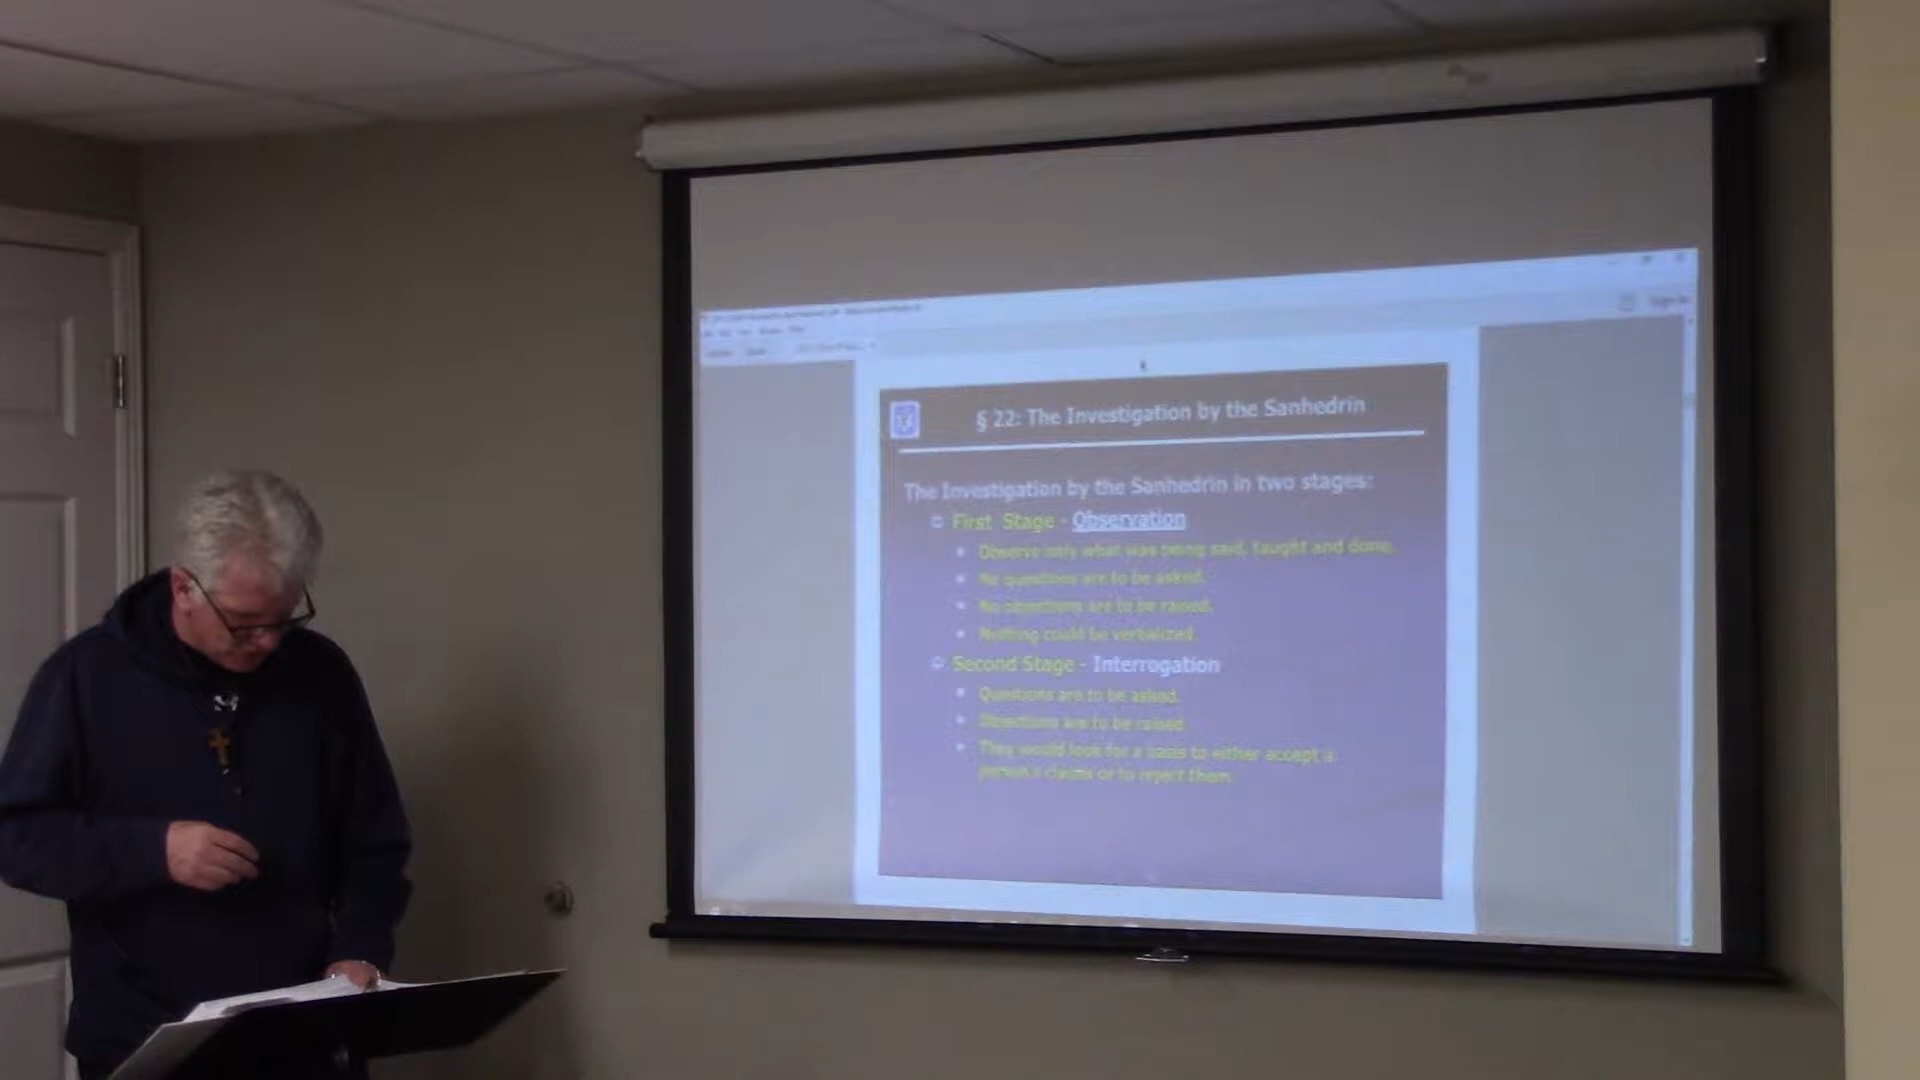 Sign In
§ 22: The Investigation by the Sanhedrin
The Investigation by the Sanhedrin in two stages:
First Stage - Observation
Observe only what was being said, taught and done.
No questions are to be asked.
No objections are to be raised.
Nothing could be verbalized.
Second Stage - Interrogation
Questions are to be asked.
Objections are to be raised
They would look for a basis to either accept a
person's claims or to reject them.